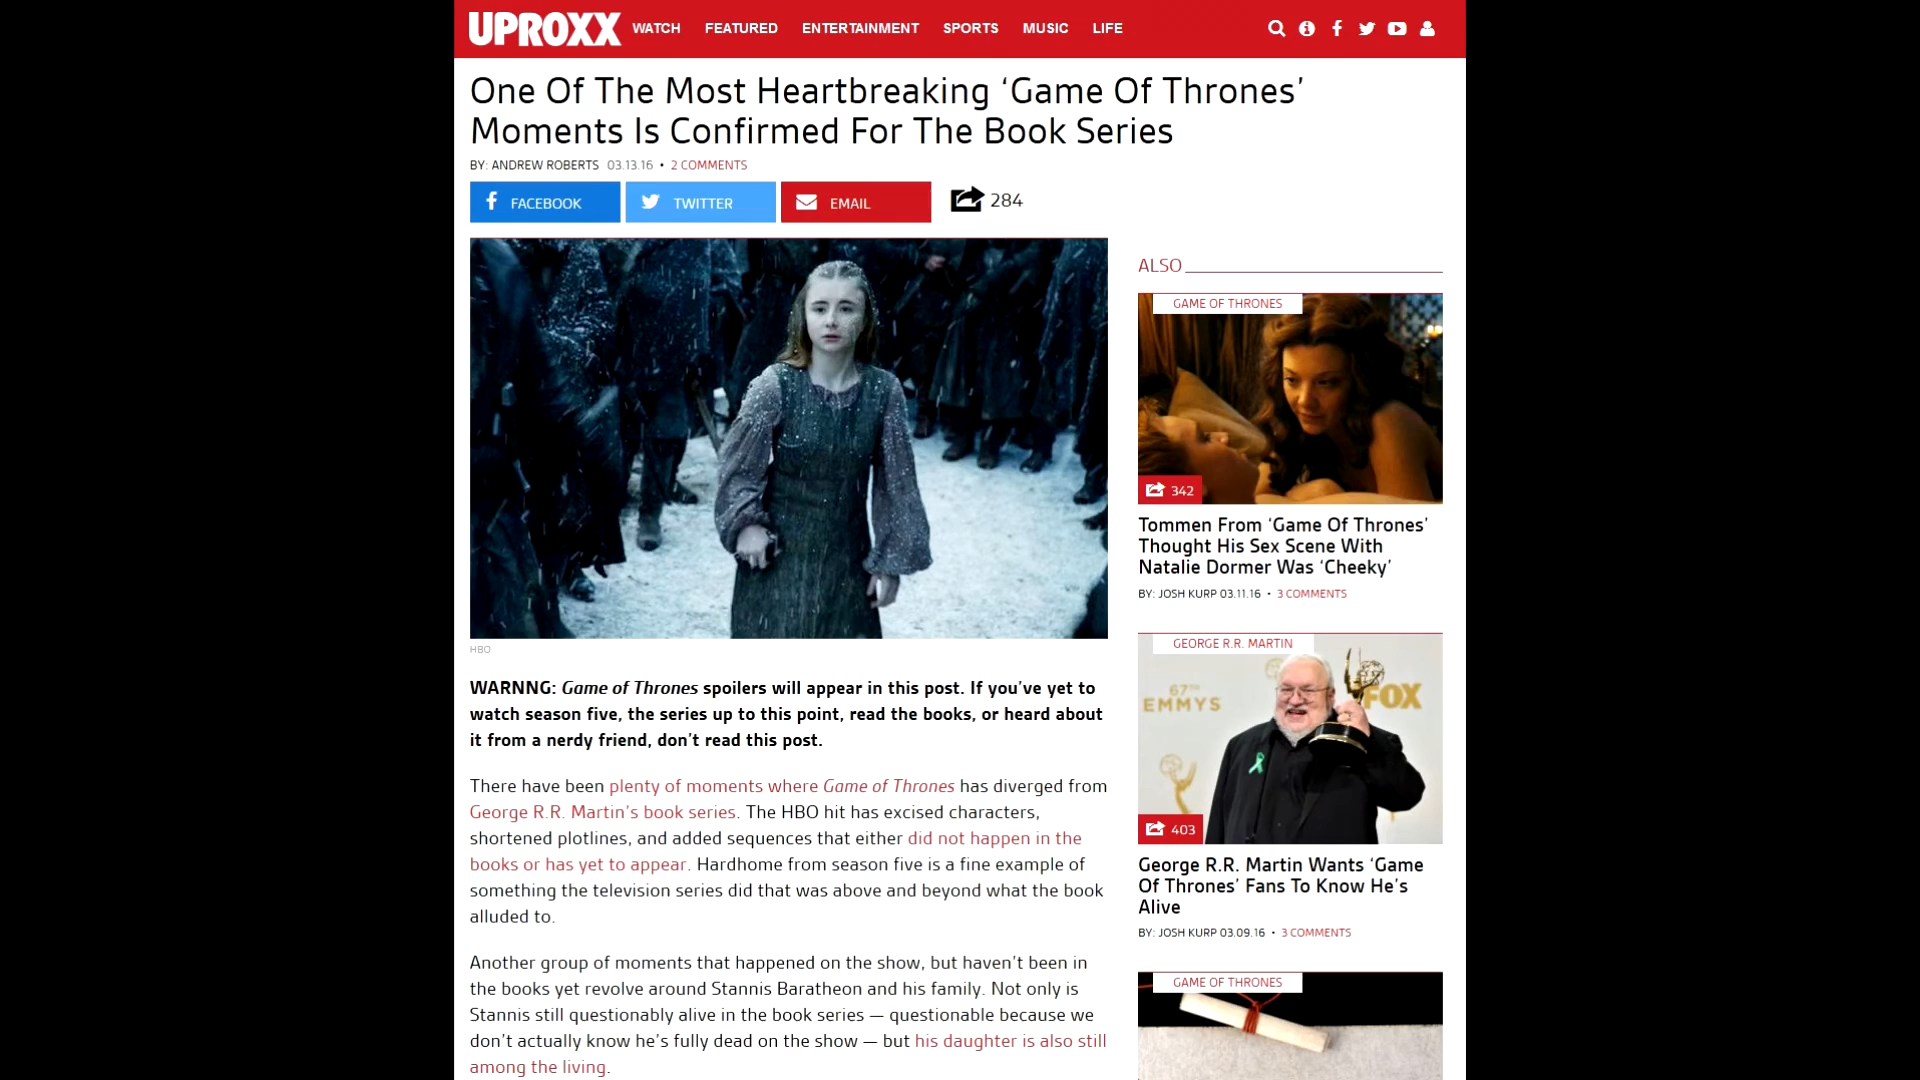 UPROXX WATCH FEATURED ENTERTAINMENT SPORTS MUSIC LIFE
One Of The Most Heartbreaking ‘Game Of Thrones’
Moments Is Confirmed For The Book Series
BY: ANDREW ROBERTS 03.13.16 • 2 COMMENTS
FACEBOOK TWITTER EMAIL 284
HBO
WARNNG: Game of Thrones spoilers will appear in this post. If you’ve yet to
watch season five, the series up to this point, read the books, or heard about
it from a nerdy friend, don’t read this post.
There have been plenty of moments where Game of Thrones has diverged from
George R.R. Martin’s book series. The HBO hit has excised characters,
shortened plotlines, and added sequences that either did not happen in the
books or has yet to appear. Hardhome from season five is a fine example of
something the television series did that was above and beyond what the book
alluded to.
Another group of moments that happened on the show, but haven’t been in
the books yet revolve around Stannis Baratheon and his family. Not only is
Stannis still questionably alive in the book series — questionable because we
don’t actually know he’s fully dead on the show — but his daughter is also still
among the living.
ALSO
GAME OF THRONES
342
Tommen From ‘Game Of Thrones’
Thought His Sex Scene With
Natalie Dormer Was ‘Cheeky’
BY: JOSH KURP 03.11.16 • 3 COMMENTS
GEORGE R.R. MARTIN
67TH
EMMYS
FOX
403
George R.R. Martin Wants ‘Game
Of Thrones’ Fans To Know He’s
Alive
BY: JOSH KURP 03.09.16 • 3 COMMENTS
GAME OF THRONES